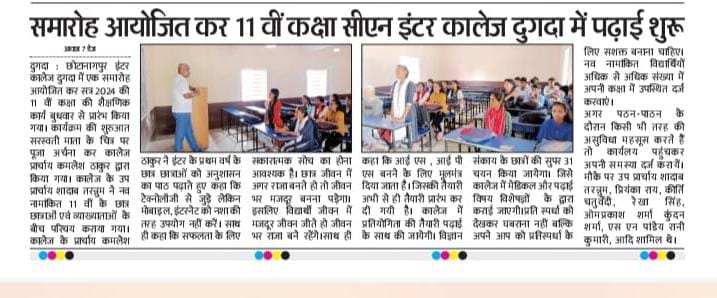 समारोह आयोजित कर 11 वीं कक्षा सीएन इंटर कालेज दुगदा में पढ़ाई शुरू
आवाज 7 डेज
दुगदा : छोटानागपुर इंटर
कालेज दुगदा में एक समारोह
आयोजित कर सत्र 2024 की
11 वीं कक्षा की शैक्षणिक
कार्य बुधवार से प्रारंभ किया
गया। कार्यक्रम की शुरुआत
सरस्वती माता के चित्र पर
पूजा अर्चना कर कालेज
प्राचार्य कमलेश ठाकुर द्वारा
किया गया। कालेज के उप
प्राचार्य शादाब तरन्नुम ने नव
नामांकित 11 वीं के छात्र
छात्राओं एवं व्याख्याताओं के
बीच परिचय कराया गया।
कालेज के प्राचार्य कमलेश
ठाकुर ने इंटर के प्रथम वर्ष के
छात्र छात्राओं को अनुशासन
का पाठ पढ़ाते हुए कहा कि
टेक्नोलॉजी से जुड़े लेकिन
मोबाइल, इंटरनेट को नशा की
तरह उपयोग नहीं करें। साथ
ही कहा कि सफलता के लिए
सकारात्मक सोच का होना
आवश्यक है। छात्र जीवन में
अगर राजा बनते हो तो जीवन
भर मजदूर बनना पड़ेगा।
इसलिए विद्यार्थी जीवन में
मजदूर जीवन जीते हो जीवन
भर राजा बने रहेंगे।साथ ही
कहा कि आई एस , आई पी
एस बनने के लिए मूलमंत्र
दिया जाता है। जिसकी तैयारी
अभी से ही तैयारी प्रारंभ कर
दी गयी है। कालेज में
प्रतियोगिता की तैयारी पढ़ाई
के साथ की जायेगी। विज्ञान
संकाय के छात्रों की सुपर 31
चयन किया जायेगा। जिसे
कालेज में मेडिकल और पढ़ाई
विषय विशेषज्ञों के द्वारा
कराई जाएगी।प्रति स्पर्धा को
देखकर घबराना नहीं बल्कि
अपने आप को प्रतिस्पर्धा के
लिए सशक्त बनाना चाहिए।
नव नामांकित विद्यार्थियों
अधिक से अधिक संख्या में
अपनी कक्षा में उपस्थित दर्ज
करवाएं।
अगर पठन-पाठन के
दौरान किसी भी तरह की
असुविधा महसूस करते हैं
तो कार्यालय पहुंचकर
अपनी समस्या दर्ज करायें।
मौके पर उप प्राचार्य शादाब
तरन्नुम, प्रियंका राय, कीर्ति
चतुर्वेदी, रेखा सिंह,
ओमप्रकाश शर्मा कुंदन
शर्मा, एस एन पांडेय रानी
कुमारी, आदि शामिल थे।